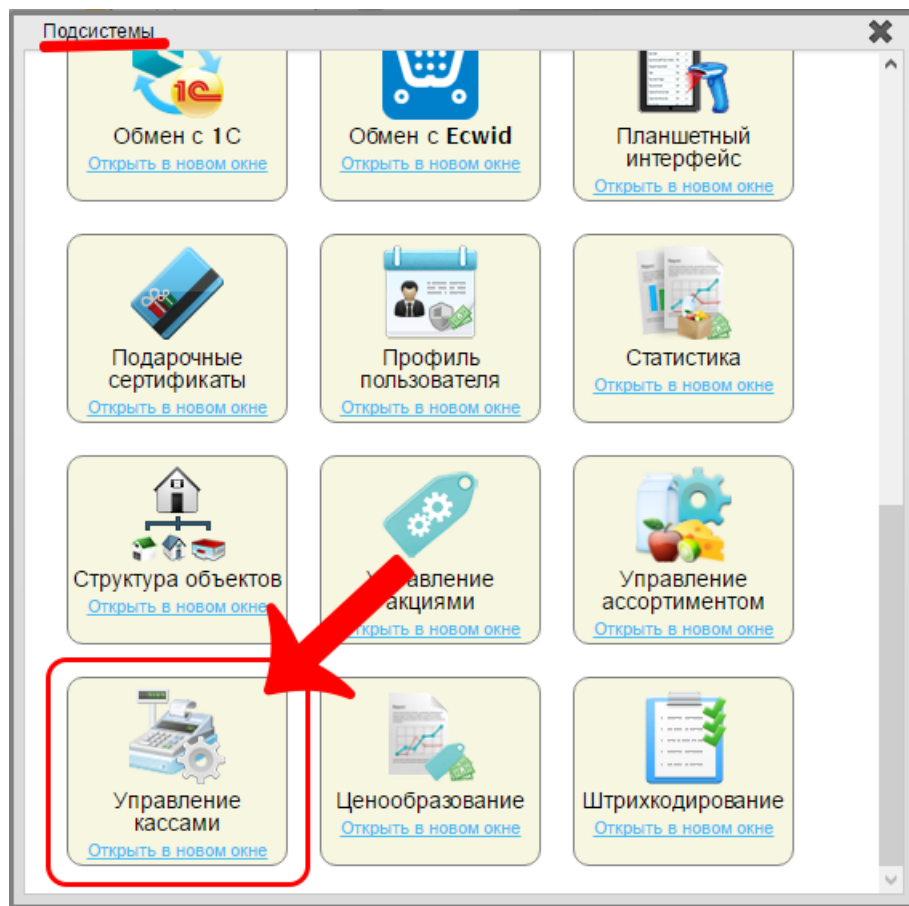 Подсистемы
1С
Обмен с 1С
Обмен с Ecwid
Планшетный
интерфейс
Открыть в новом окне
Открыть в новом окне
Открыть в новом окне
Подарочные
сертификаты
Профиль
пользователя
Статистика
Открыть в новом окне
Открыть в новом окне
Открыть в новом окне
Структура объектов
акциями
Управление
ассортиментом
Открыть в новом окне
в новом окне
Открыть в новом окне
Управление
кассами
Ценообразование
Штрихкодирование
Открыть в новом окне
Открыть в новом окне
Открыть в новом окне